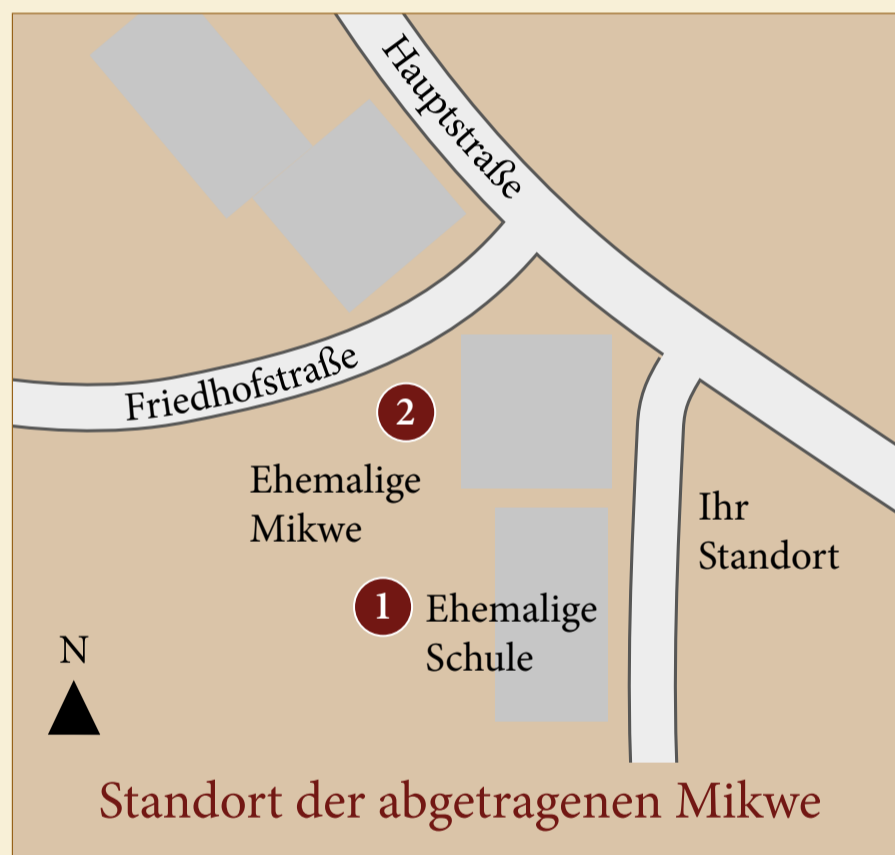 Hauptstraße
Friedhofstraße
2
Ehemalige
Mikwe
Ihr
Standort
1
Ehemalige
Schule
N
Standort der abgetragenen Mikwe